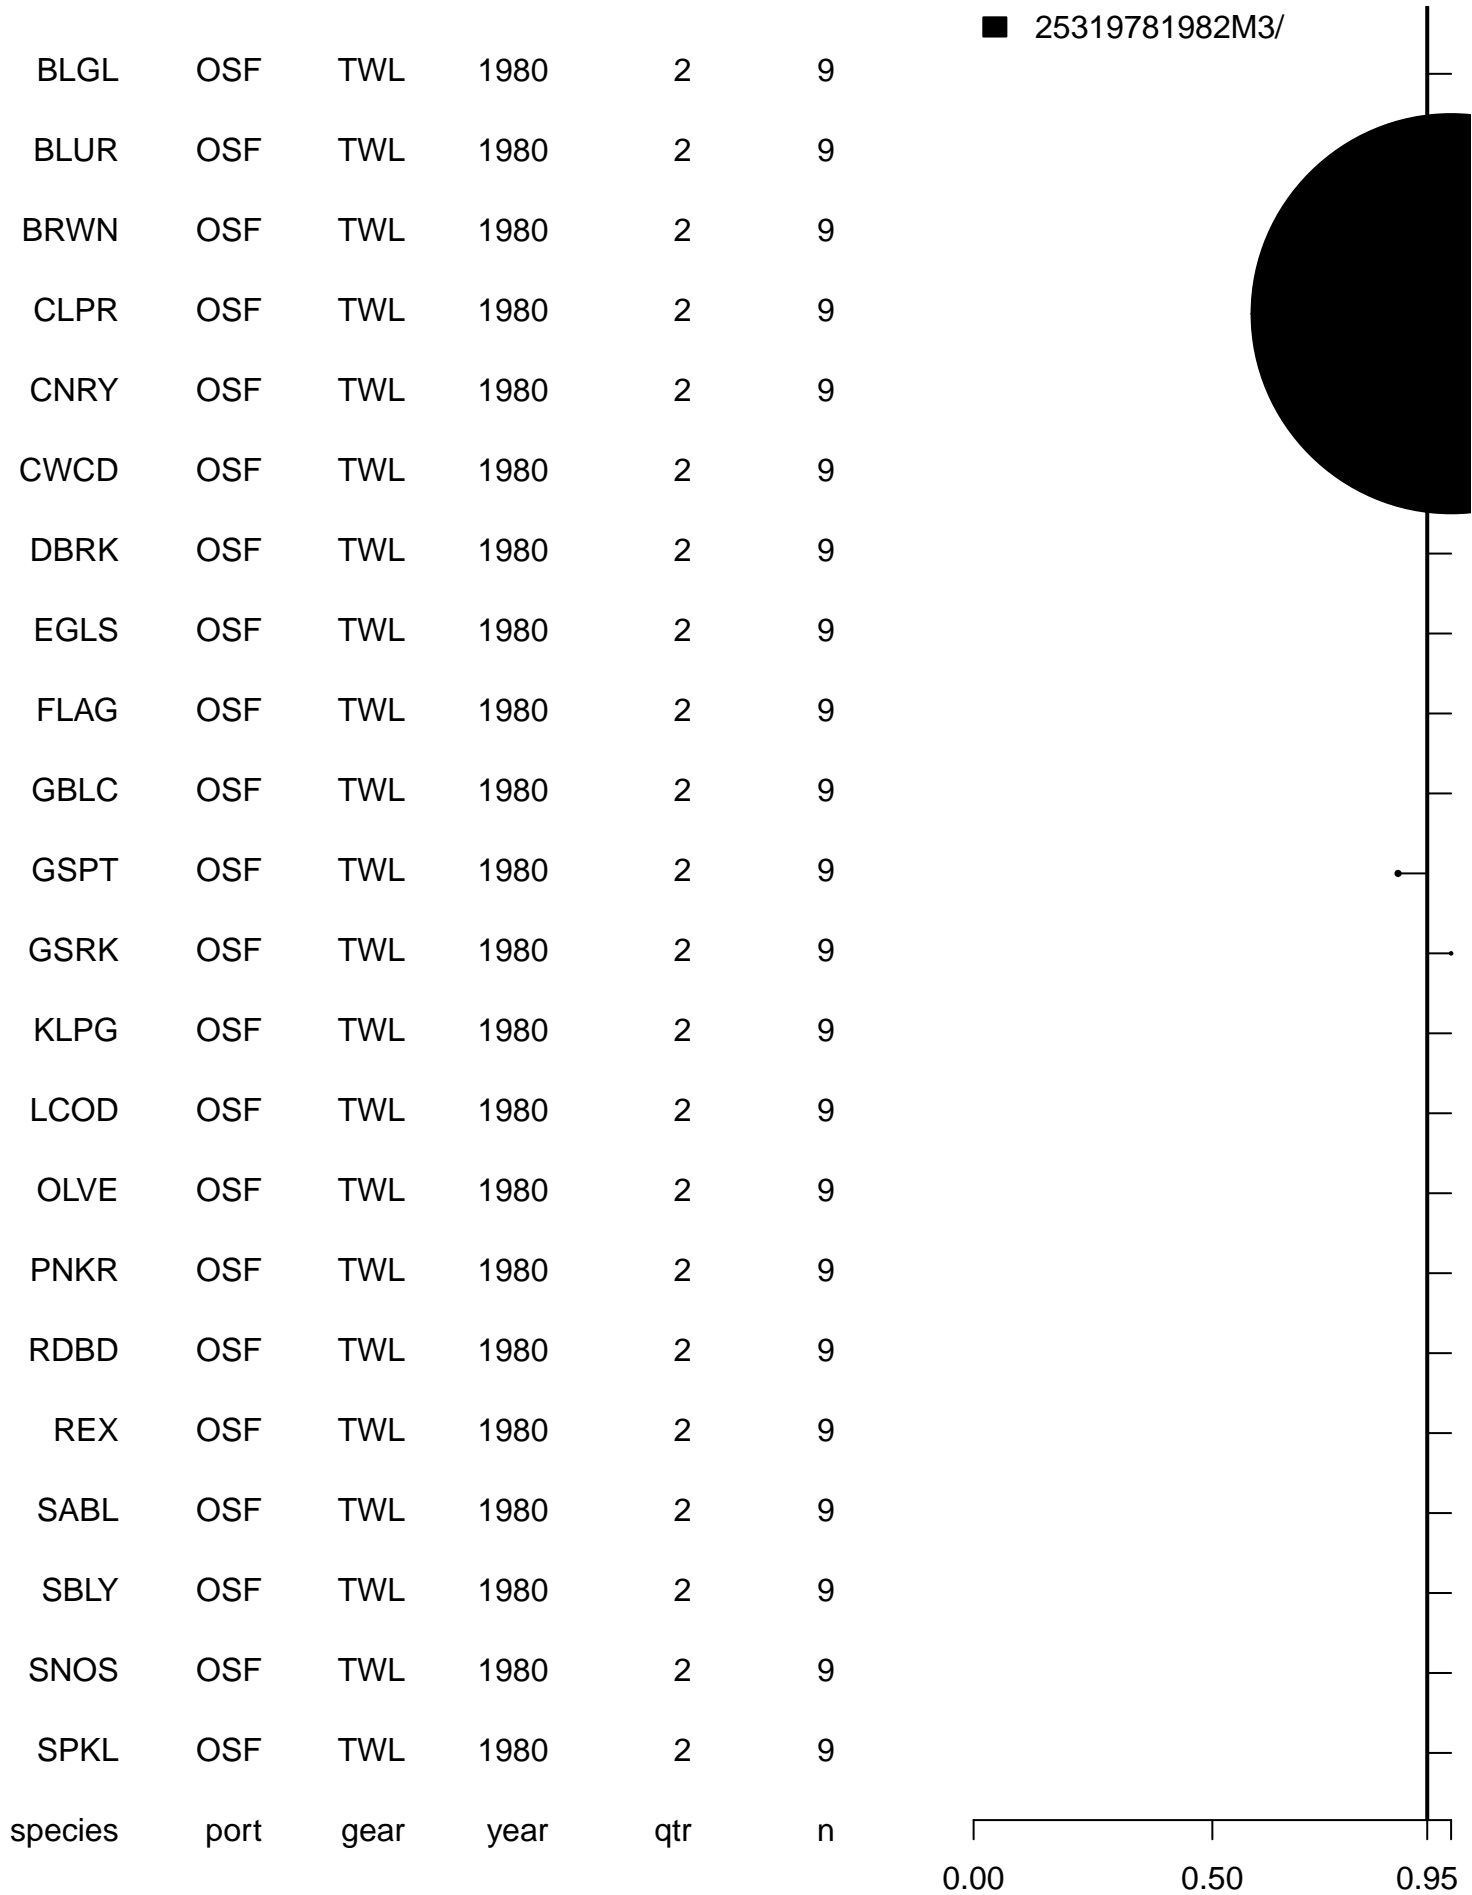 25319781982M3/
BLGL OSF TWL 1980 2 9
BLUR OSF TWL 1980 2 9
BRWN OSF TWL 1980 2 9
CLPR OSF TWL 1980 2 9
CNRY OSF TWL 1980 2 9
CWCD OSF TWL 1980 2 9
DBRK OSF TWL 1980 2 9
EGLS OSF TWL 1980 2 9
FLAG OSF TWL 1980 2 9
GBLC OSF TWL 1980 2 9
GSPT OSF TWL 1980 2 9
GSRK OSF TWL 1980 2 9
KLPG OSF TWL 1980 2 9
LCOD OSF TWL 1980 2 9
OLVE OSF TWL 1980 2 9
PNKR OSF TWL 1980 2 9
RDBD OSF TWL 1980 2 9
REX OSF TWL 1980 2 9
SABL OSF TWL 1980 2 9
SBLY OSF TWL 1980 2 9
SNOS OSF TWL 1980 2 9
SPKL OSF TWL 1980 2 9
species port gear year qtr n
0.00 0.50 0.95